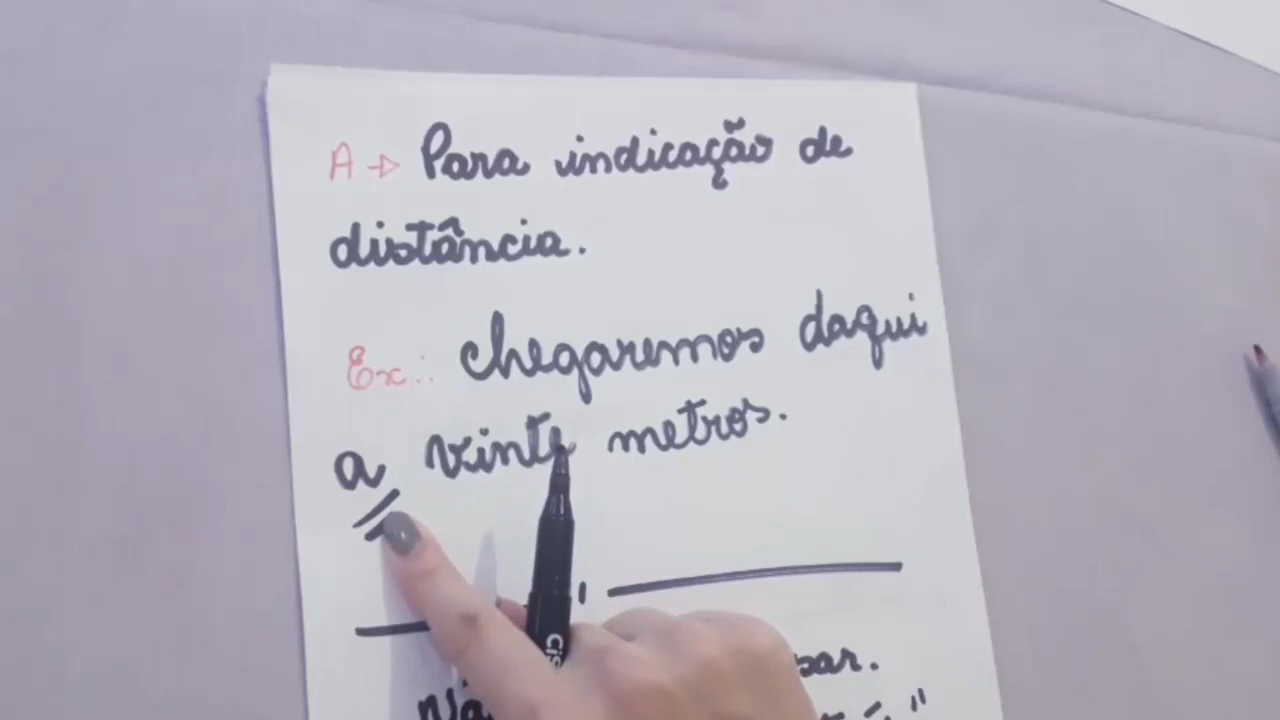 A → Para indicação de
distância.
Ex.: chegaremos daqui
a vinte metros.